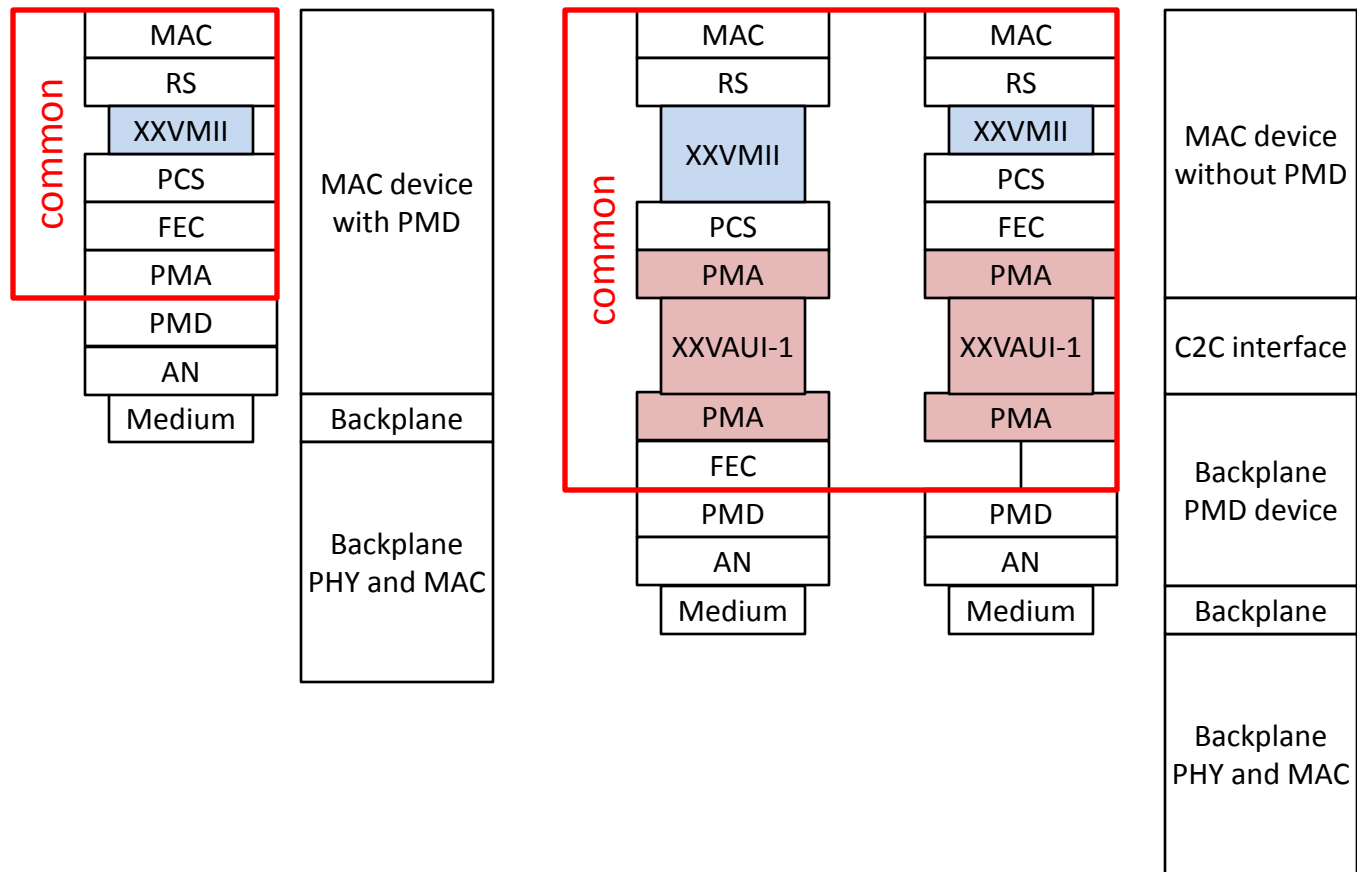 common
MAC
RS
XXVMII
PCS
FEC
PMA
PMD
AN
Medium
MAC device
with PMD
Backplane
Backplane
PHY and MAC
common
MAC
RS
XXVMII
PCS
PMA
XXVAUI-1
PMA
FEC
PMD
AN
Medium
MAC
RS
XXVMII
PCS
FEC
PMA
XXVAUI-1
PMA
PMD
AN
Medium
MAC device
without PMD
C2C interface
Backplane
PMD device
Backplane
Backplane
PHY and MAC